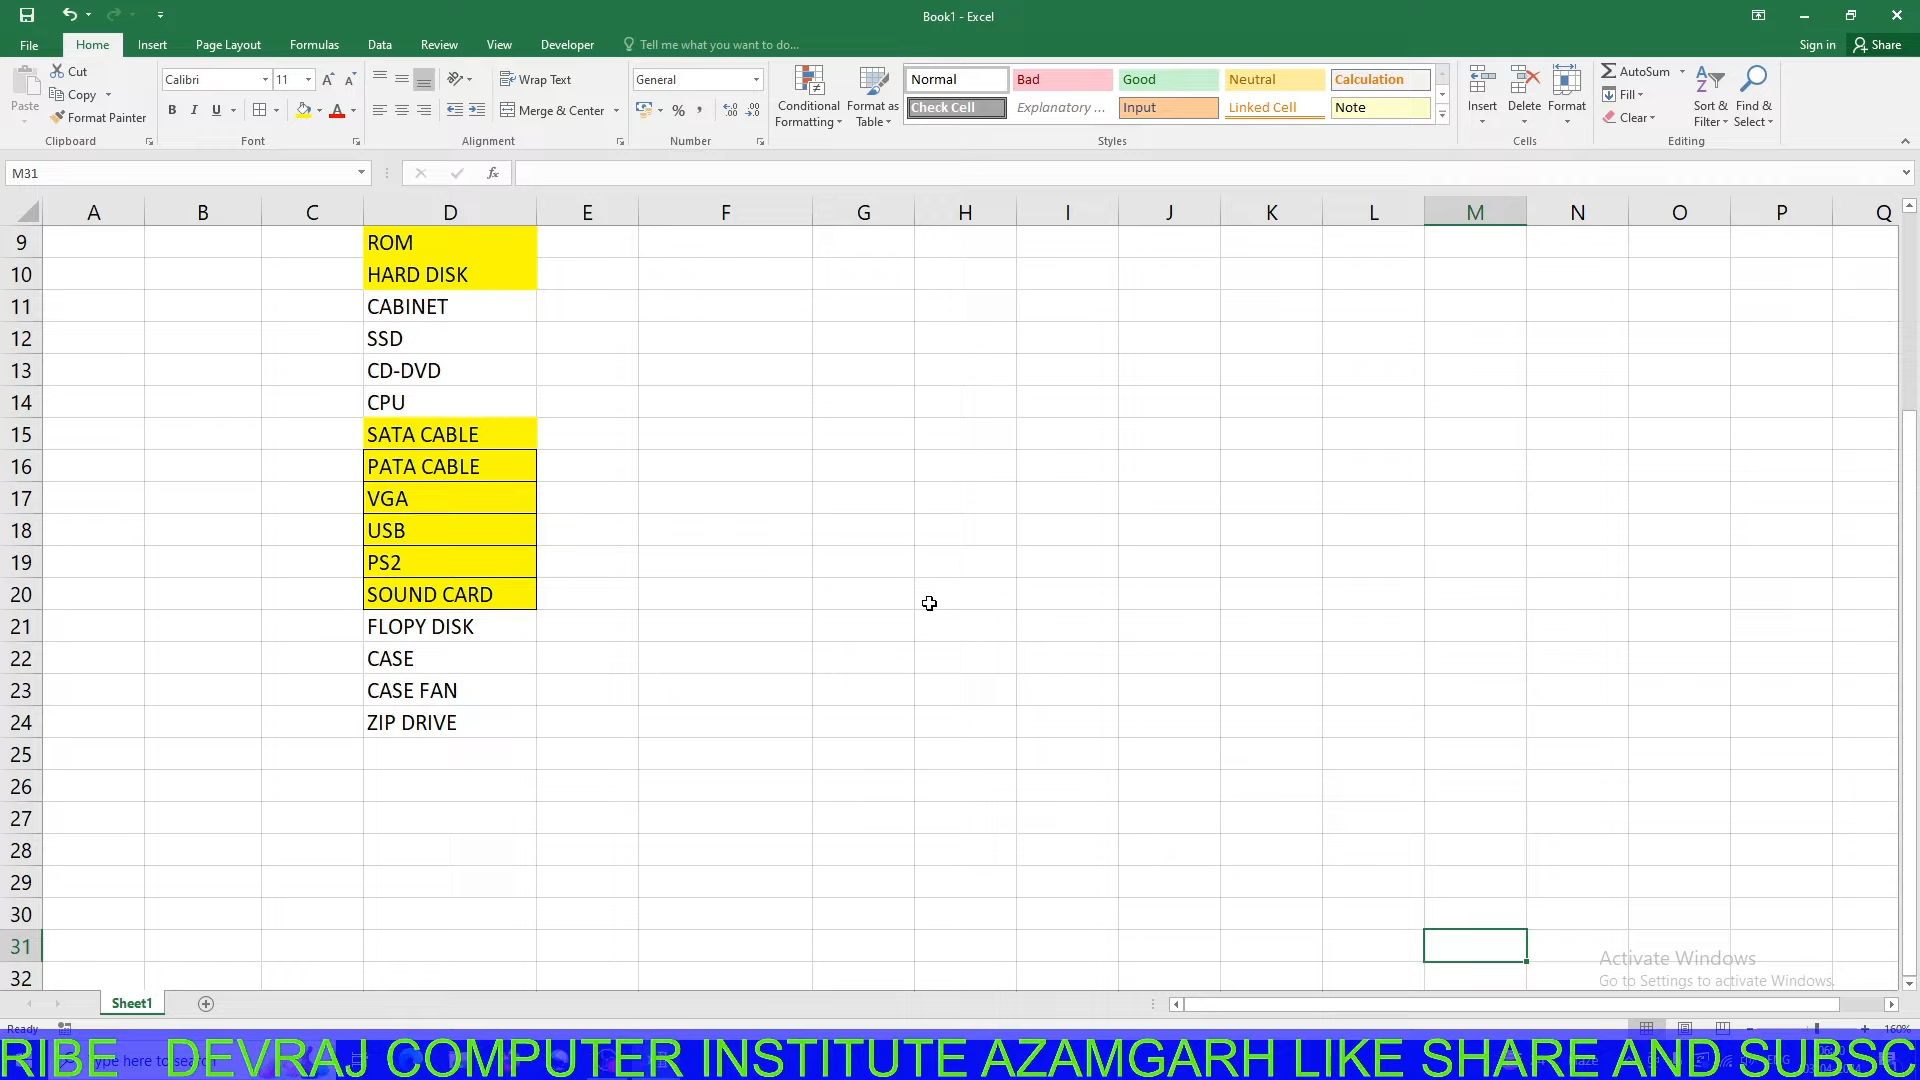 Book1 - Excel
File Home Insert Page Layout Formulas Data Review View Developer Tell me what you want to do... Sign in Share
Paste Cut Copy Format Painter Clipboard
Calibri 11 B I U Font
Wrap Text Merge & Center Alignment
General % Number
Conditional Formatting Format as Table
Normal Bad Good Neutral Calculation
Check Cell Explanatory ... Input Linked Cell Note
Styles
Insert Delete Format Cells
AutoSum Fill Clear Sort & Filter Find & Select Editing
M31 fx
A B C D E F G H I J K L M N O P Q
9 ROM
10 HARD DISK
11 CABINET
12 SSD
13 CD-DVD
14 CPU
15 SATA CABLE
16 PATA CABLE
17 VGA
18 USB
19 PS2
20 SOUND CARD
21 FLOPY DISK
22 CASE
23 CASE FAN
24 ZIP DRIVE
25
26
27
28
29
30
31
32
Activate Windows
Go to Settings to activate Windows.
Sheet1
Ready 160%
RIBE DEVRAJ COMPUTER INSTITUTE AZAMGARH LIKE SHARE AND SUBSC